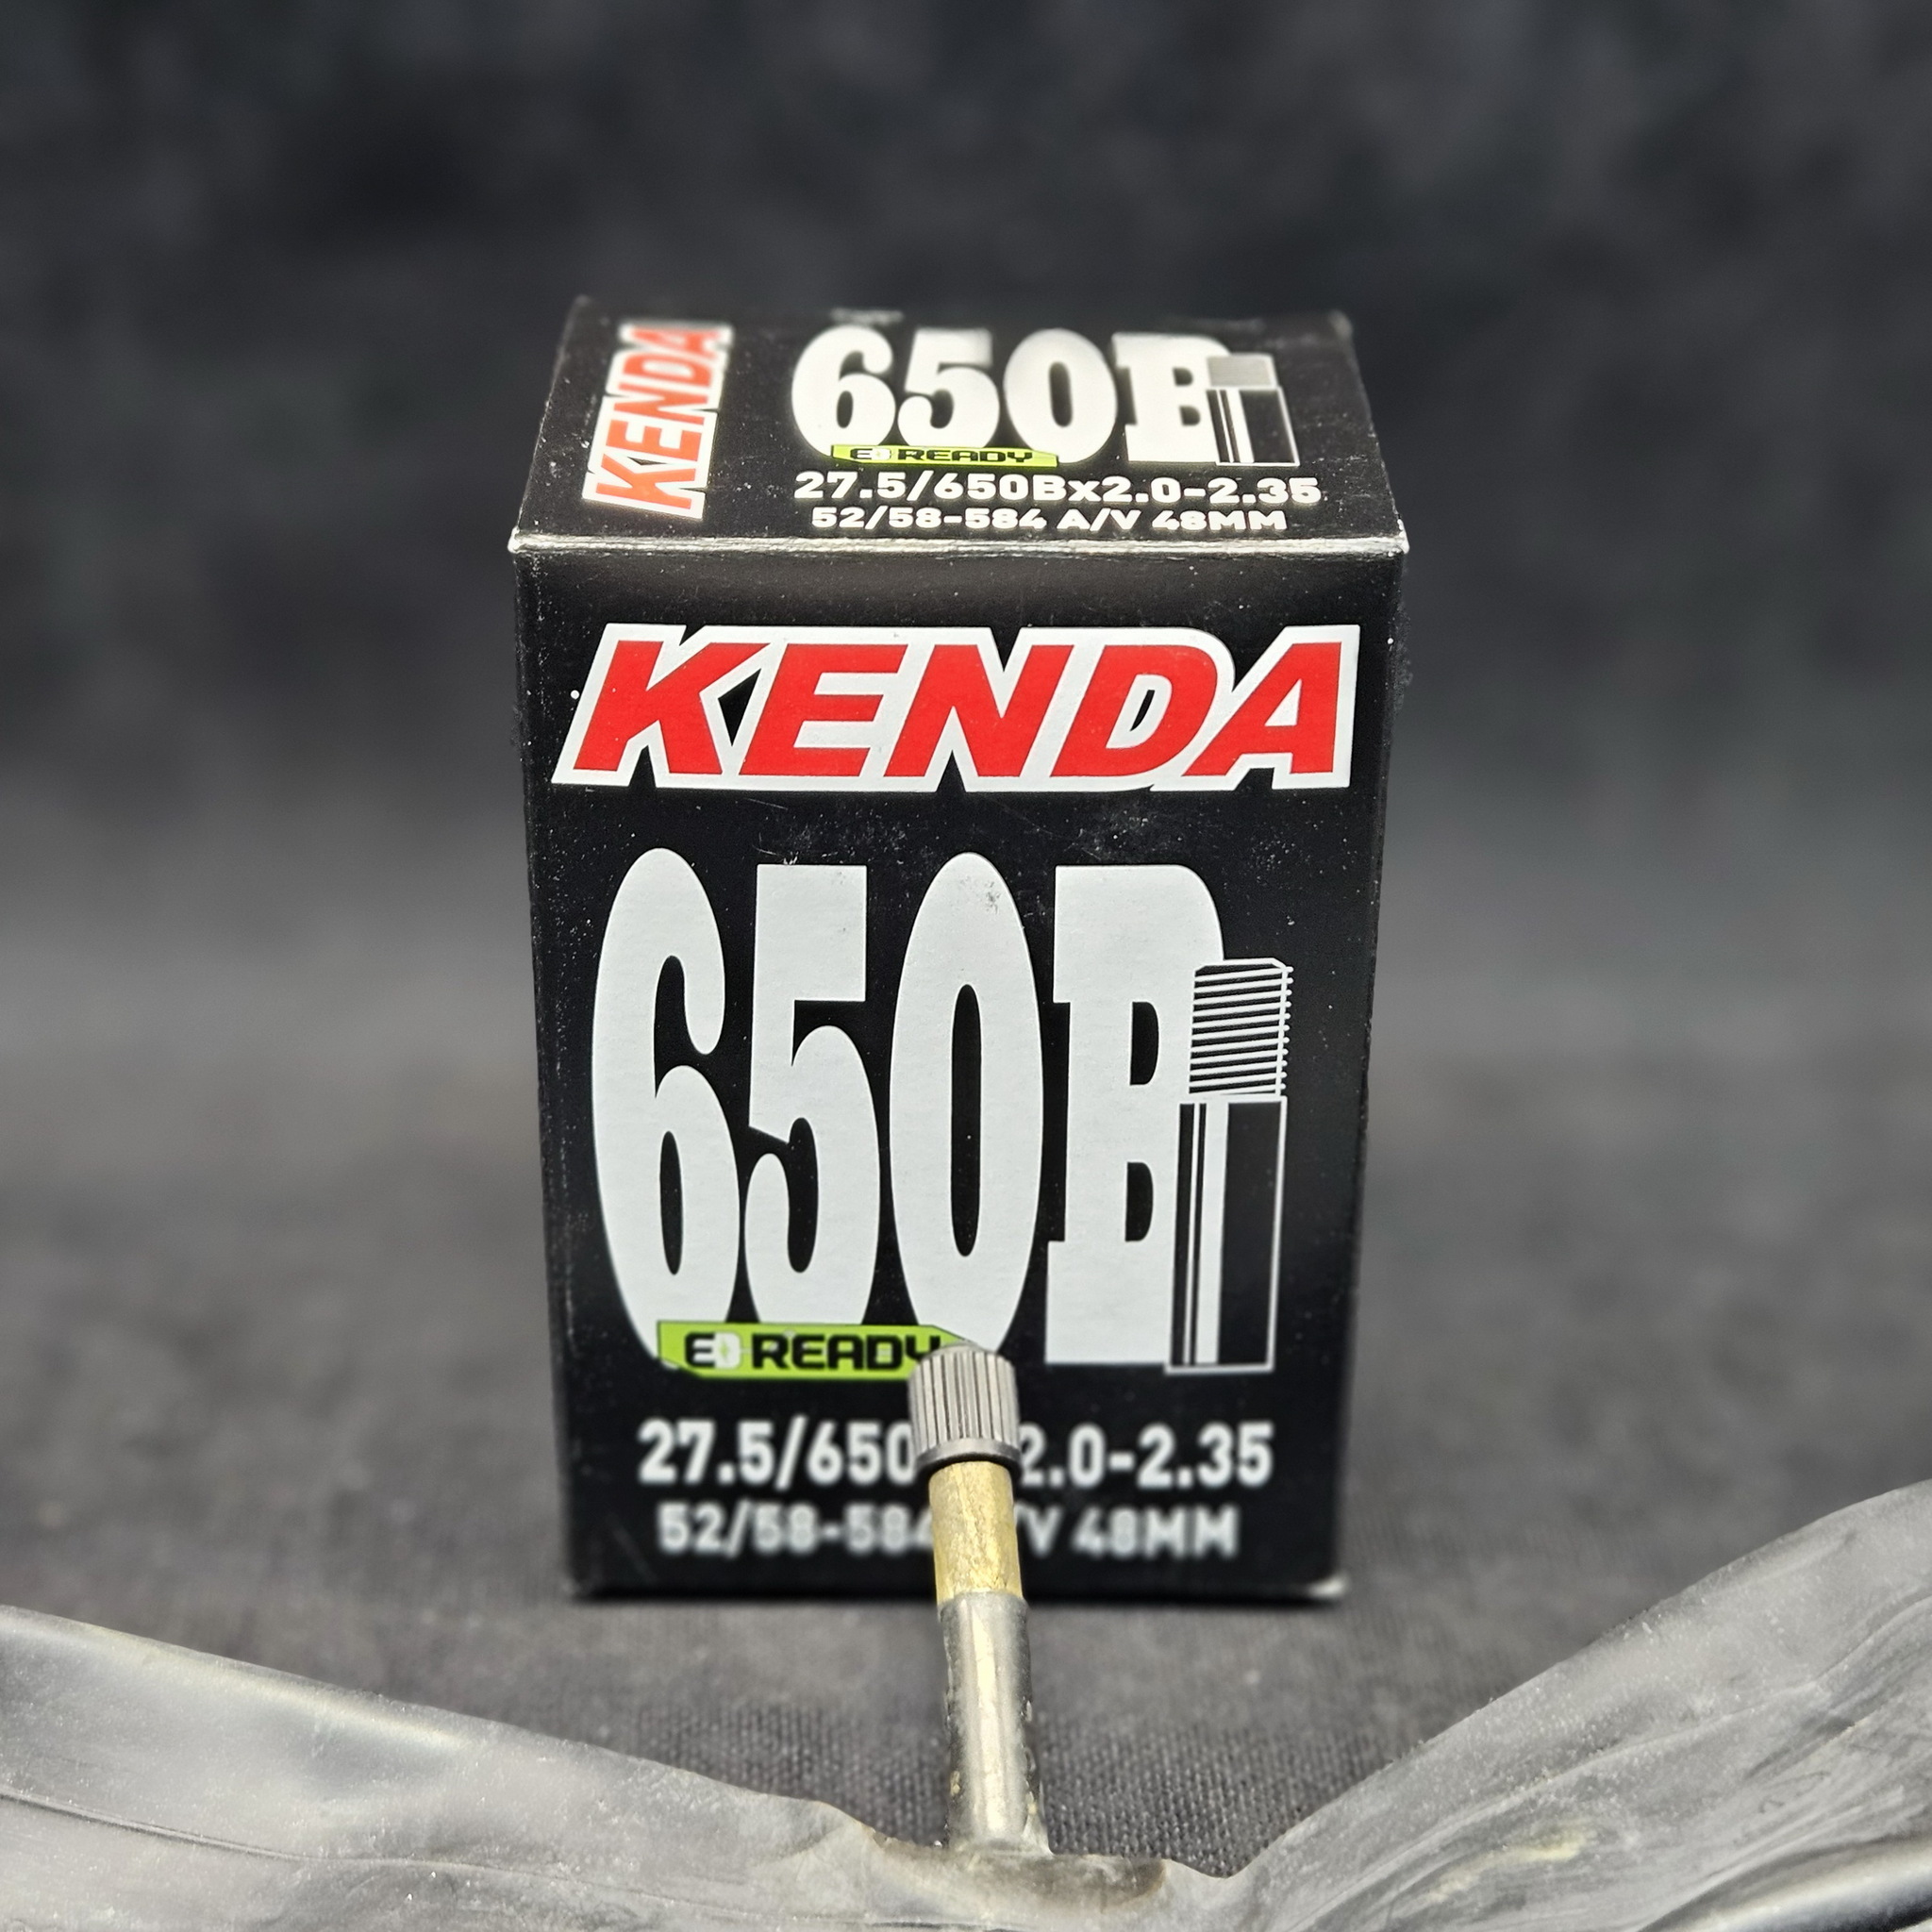 KENDA
650B
E READY
27.5/650Bx2.0-2.35
52/58-584 A/V 48MM
KENDA
650B
E READY
27.5/650 2.0-2.35
52/58-584 /V 48MM